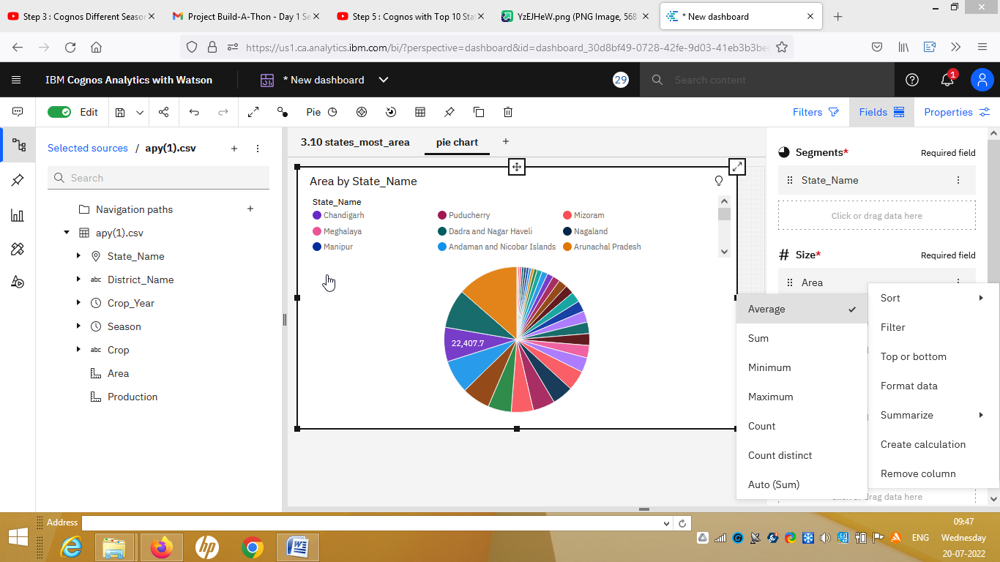 Step 3 : Cognos Different Seaso
Project Build-A-Thon - Day 1 Se
Step 5 : Cognos with Top 10 Sta
YzEJHeW.png (PNG Image, 568
* New dashboard
https://us1.ca.analytics.ibm.com/bi/?perspective=dashboard&id=dashboard_30d8bf49-0728-42fe-9d03-41eb3b3bec
IBM Cognos Analytics with Watson
* New dashboard
29
Search content
1
Edit
Pie
Filters
Fields
Properties
Selected sources / apy(1).csv
Search
Navigation paths
apy(1).csv
State_Name
abc District_Name
Crop_Year
Season
abc Crop
Area
Production
3.10 states_most_area
pie chart
Area by State_Name
State_Name
Chandigarh
Puducherry
Mizoram
Meghalaya
Dadra and Nagar Haveli
Nagaland
Manipur
Andaman and Nicobar Islands
Arunachal Pradesh
22,407.7
Segments*
Required field
State_Name
Click or drag data here
# Size*
Required field
Area
Average
Sum
Minimum
Maximum
Count
Count distinct
Auto (Sum)
Sort
Filter
Top or bottom
Format data
Summarize
Create calculation
Remove column
Click or drag data here
Address
ENG
09:47
Wednesday
20-07-2022